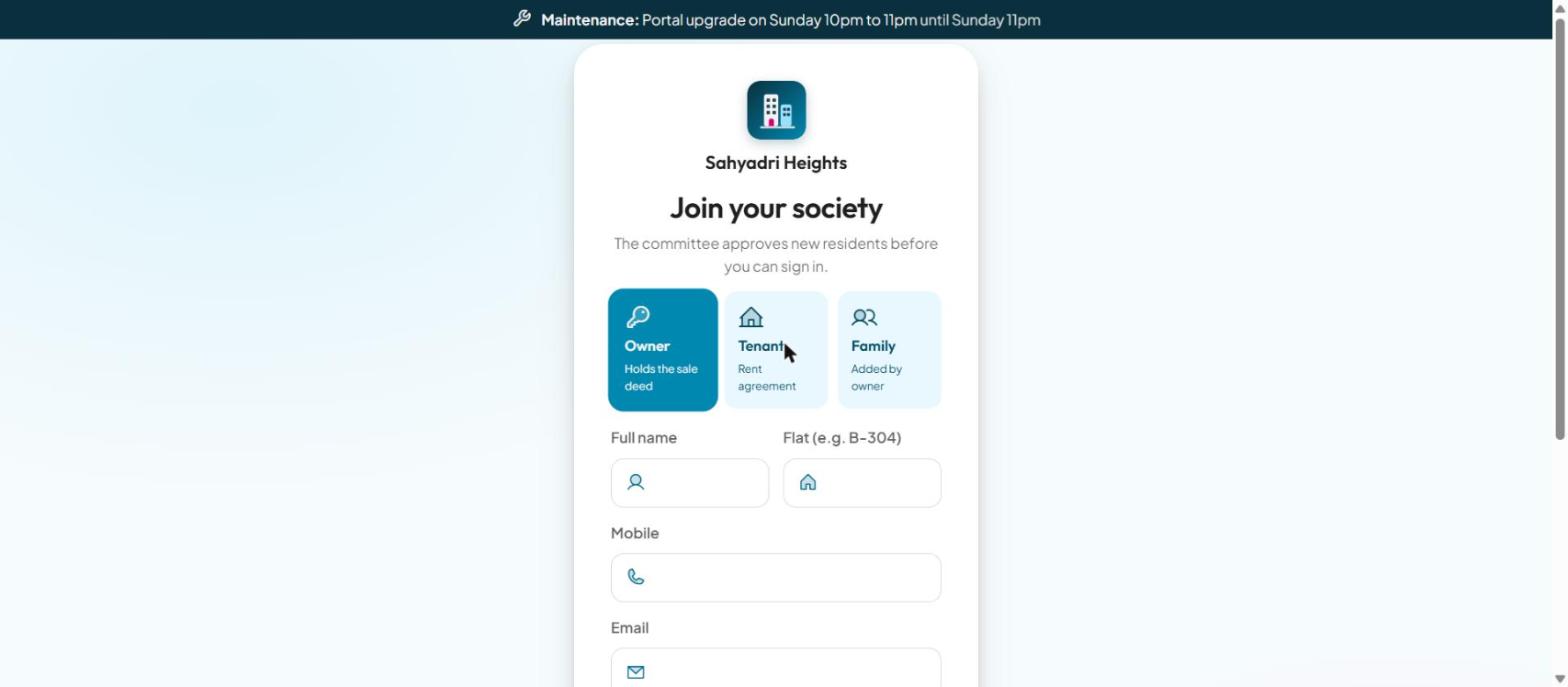 Maintenance: Portal upgrade on Sunday 10pm to 11pm until Sunday 11pm
Sahyadri Heights
Join your society
The committee approves new residents before
you can sign in.
Owner
Holds the sale
deed
Tenant
Rent
agreement
Family
Added by
owner
Full name
Flat (e.g. B-304)
Mobile
Email